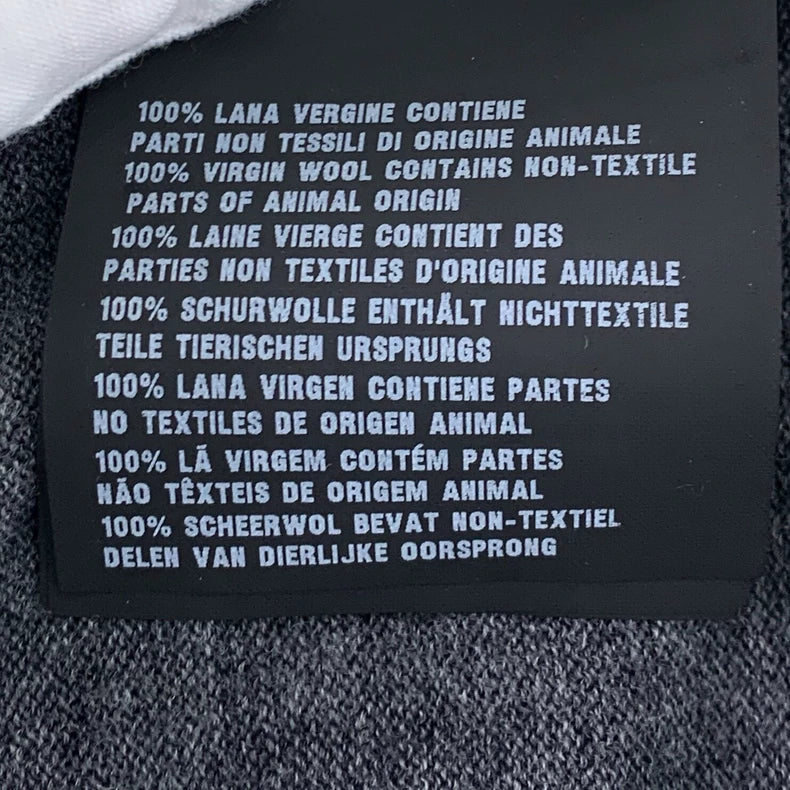 100% LANA VERGINE CONTIENE
PARTI NON TESSILI DI ORIGINE ANIMALE
100% VIRGIN WOOL CONTAINS NON-TEXTILE
PARTS OF ANIMAL ORIGIN
100% LAINE VIERGE CONTIENT DES
PARTIES NON TEXTILES D'ORIGINE ANIMALE
100% SCHURWOLLE ENTHÄLT NICHTTEXTILE
TEILE TIERISCHEN URSPRUNGS
100% LANA VIRGEN CONTIENE PARTES
NO TEXTILES DE ORIGEN ANIMAL
100% LÃ VIRGEM CONTÉM PARTES
NÃO TÊXTEIS DE ORIGEM ANIMAL
100% SCHEERWOL BEVAT NON-TEXTIEL
DELEN VAN DIERLIJKE OORSPRONG